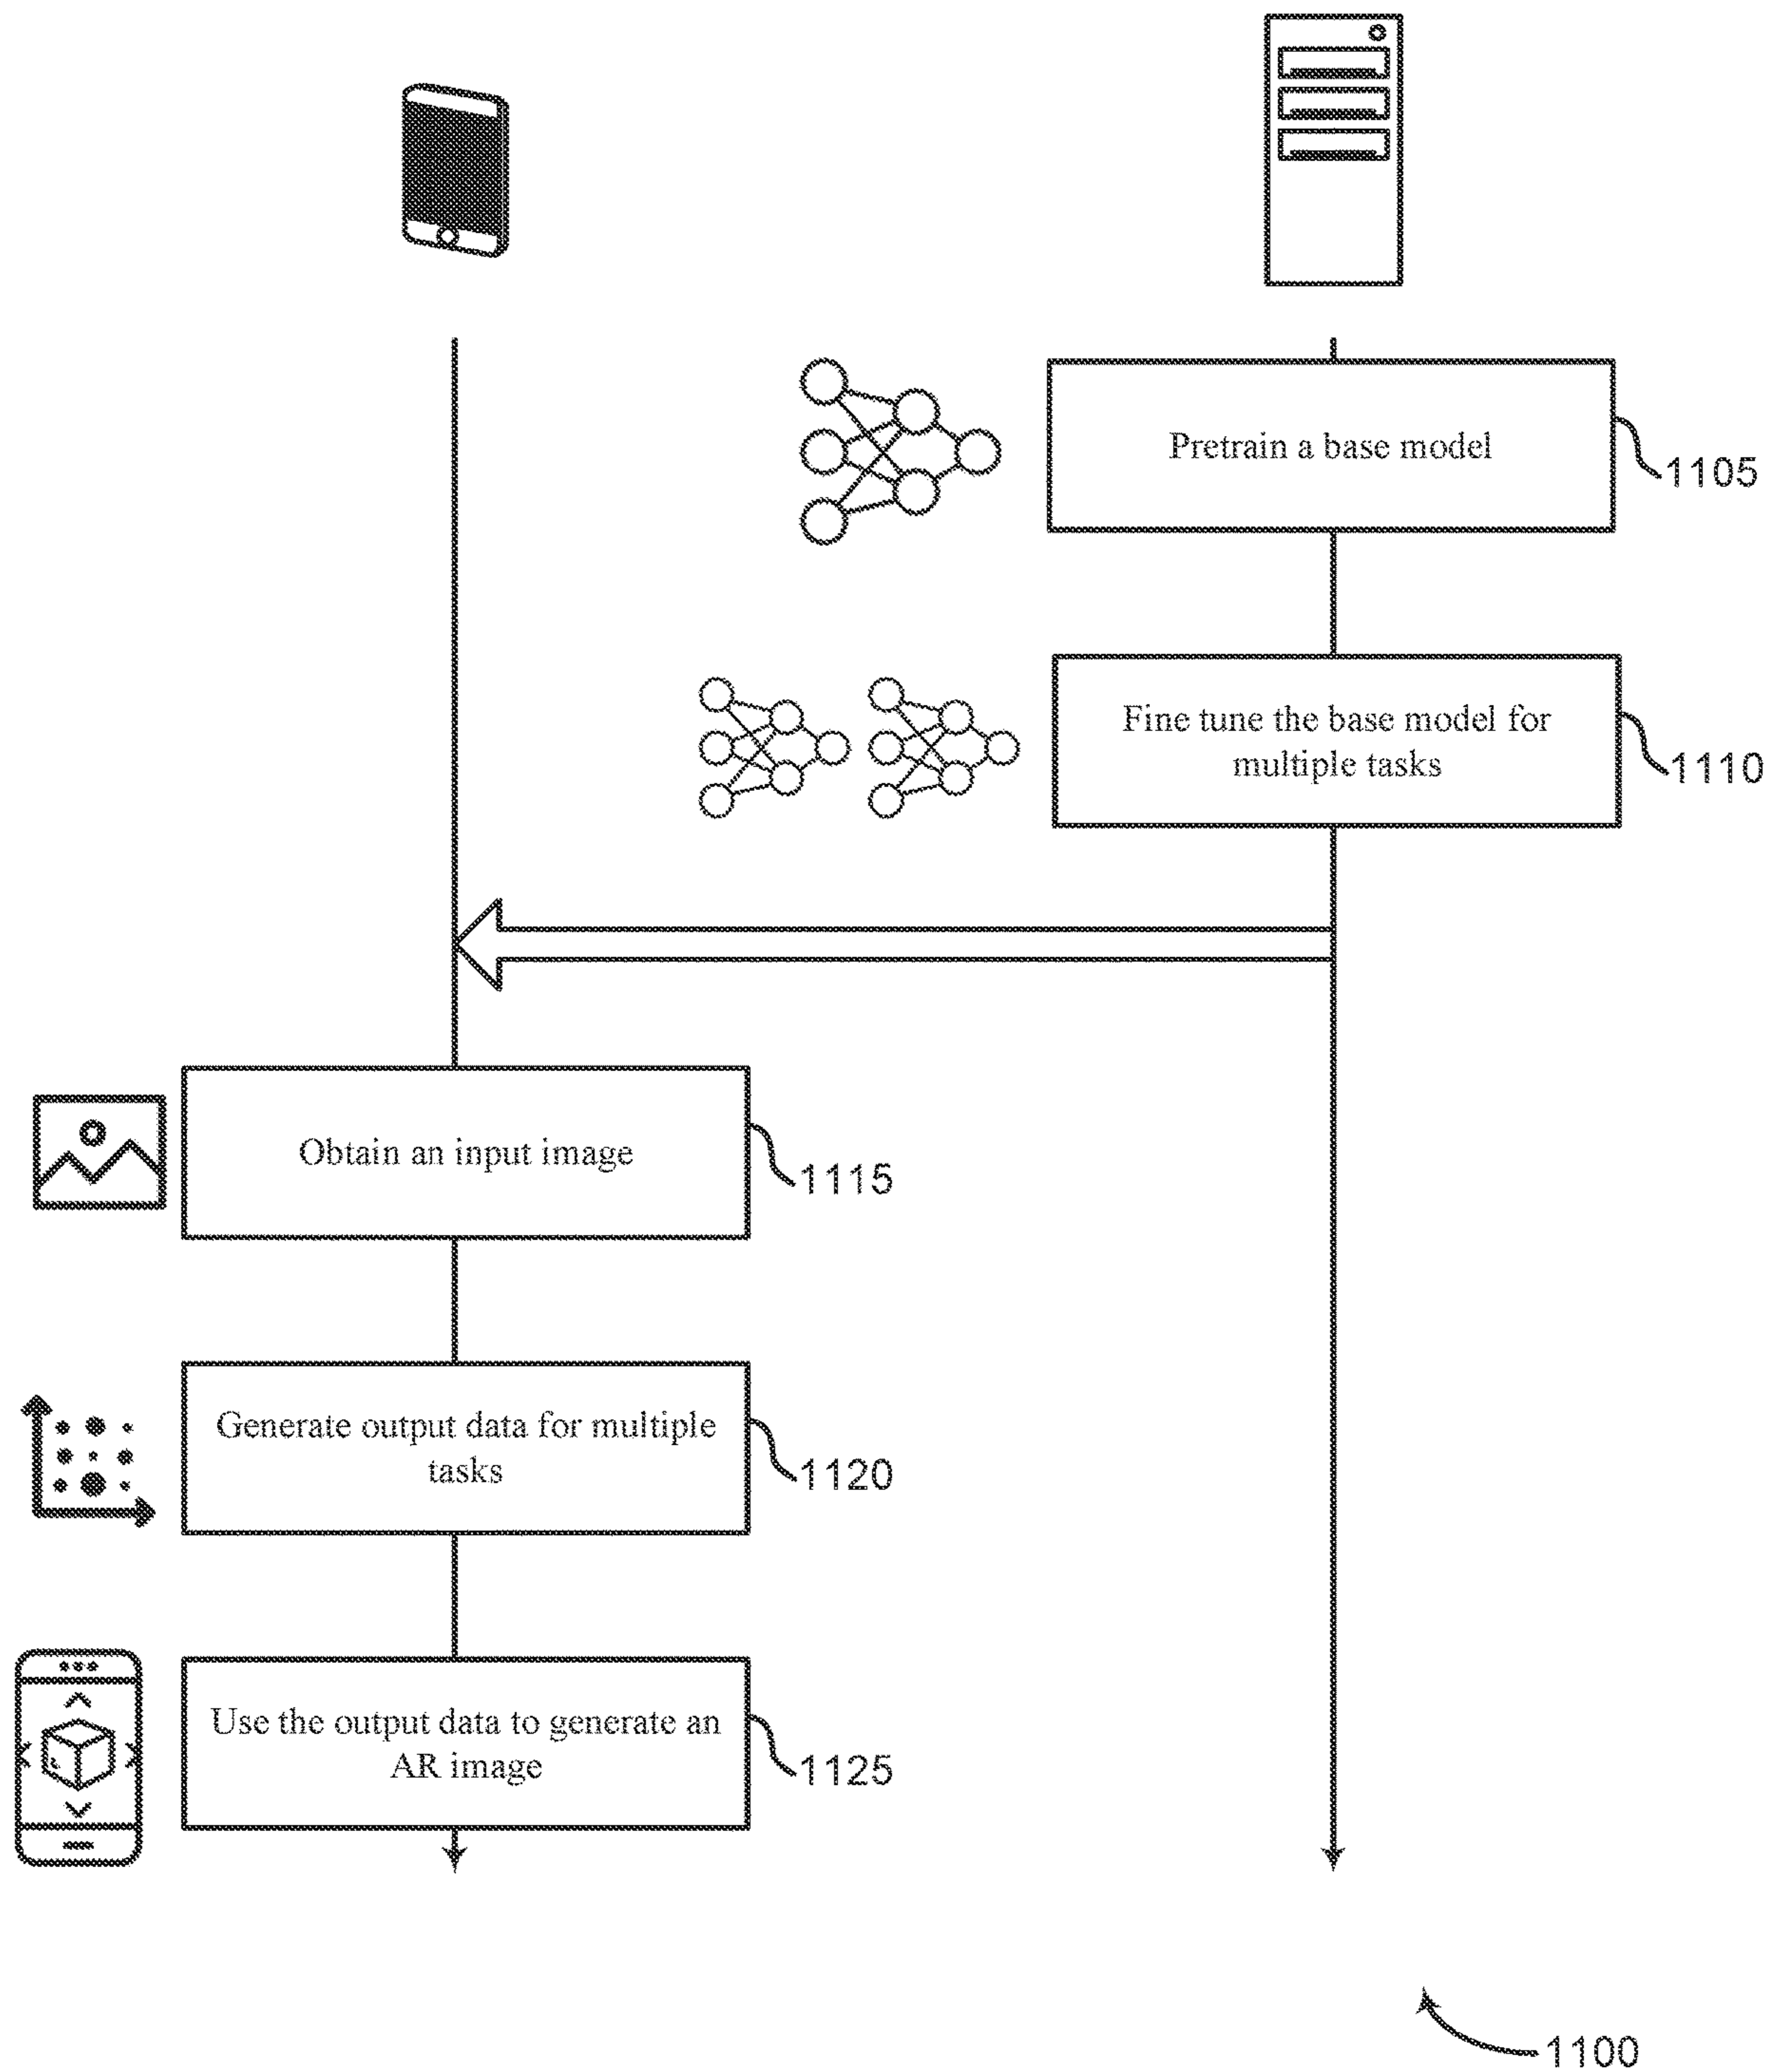 Pretrain a base model
1105
Fine tune the base model for
multiple tasks
1110
Obtain an input image
1115
Generate output data for multiple
tasks
1120
Use the output data to generate an
AR image
1125
1100